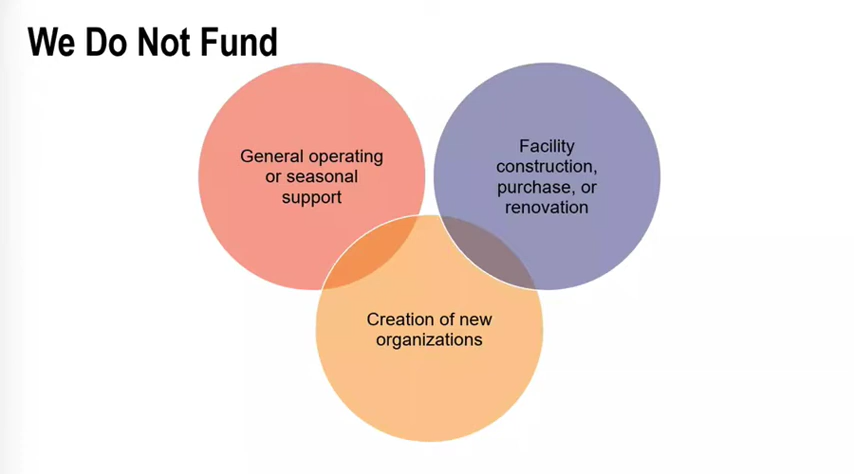 We Do Not Fund
General operating
or seasonal
support
Facility
construction,
purchase, or
renovation
Creation of new
organizations